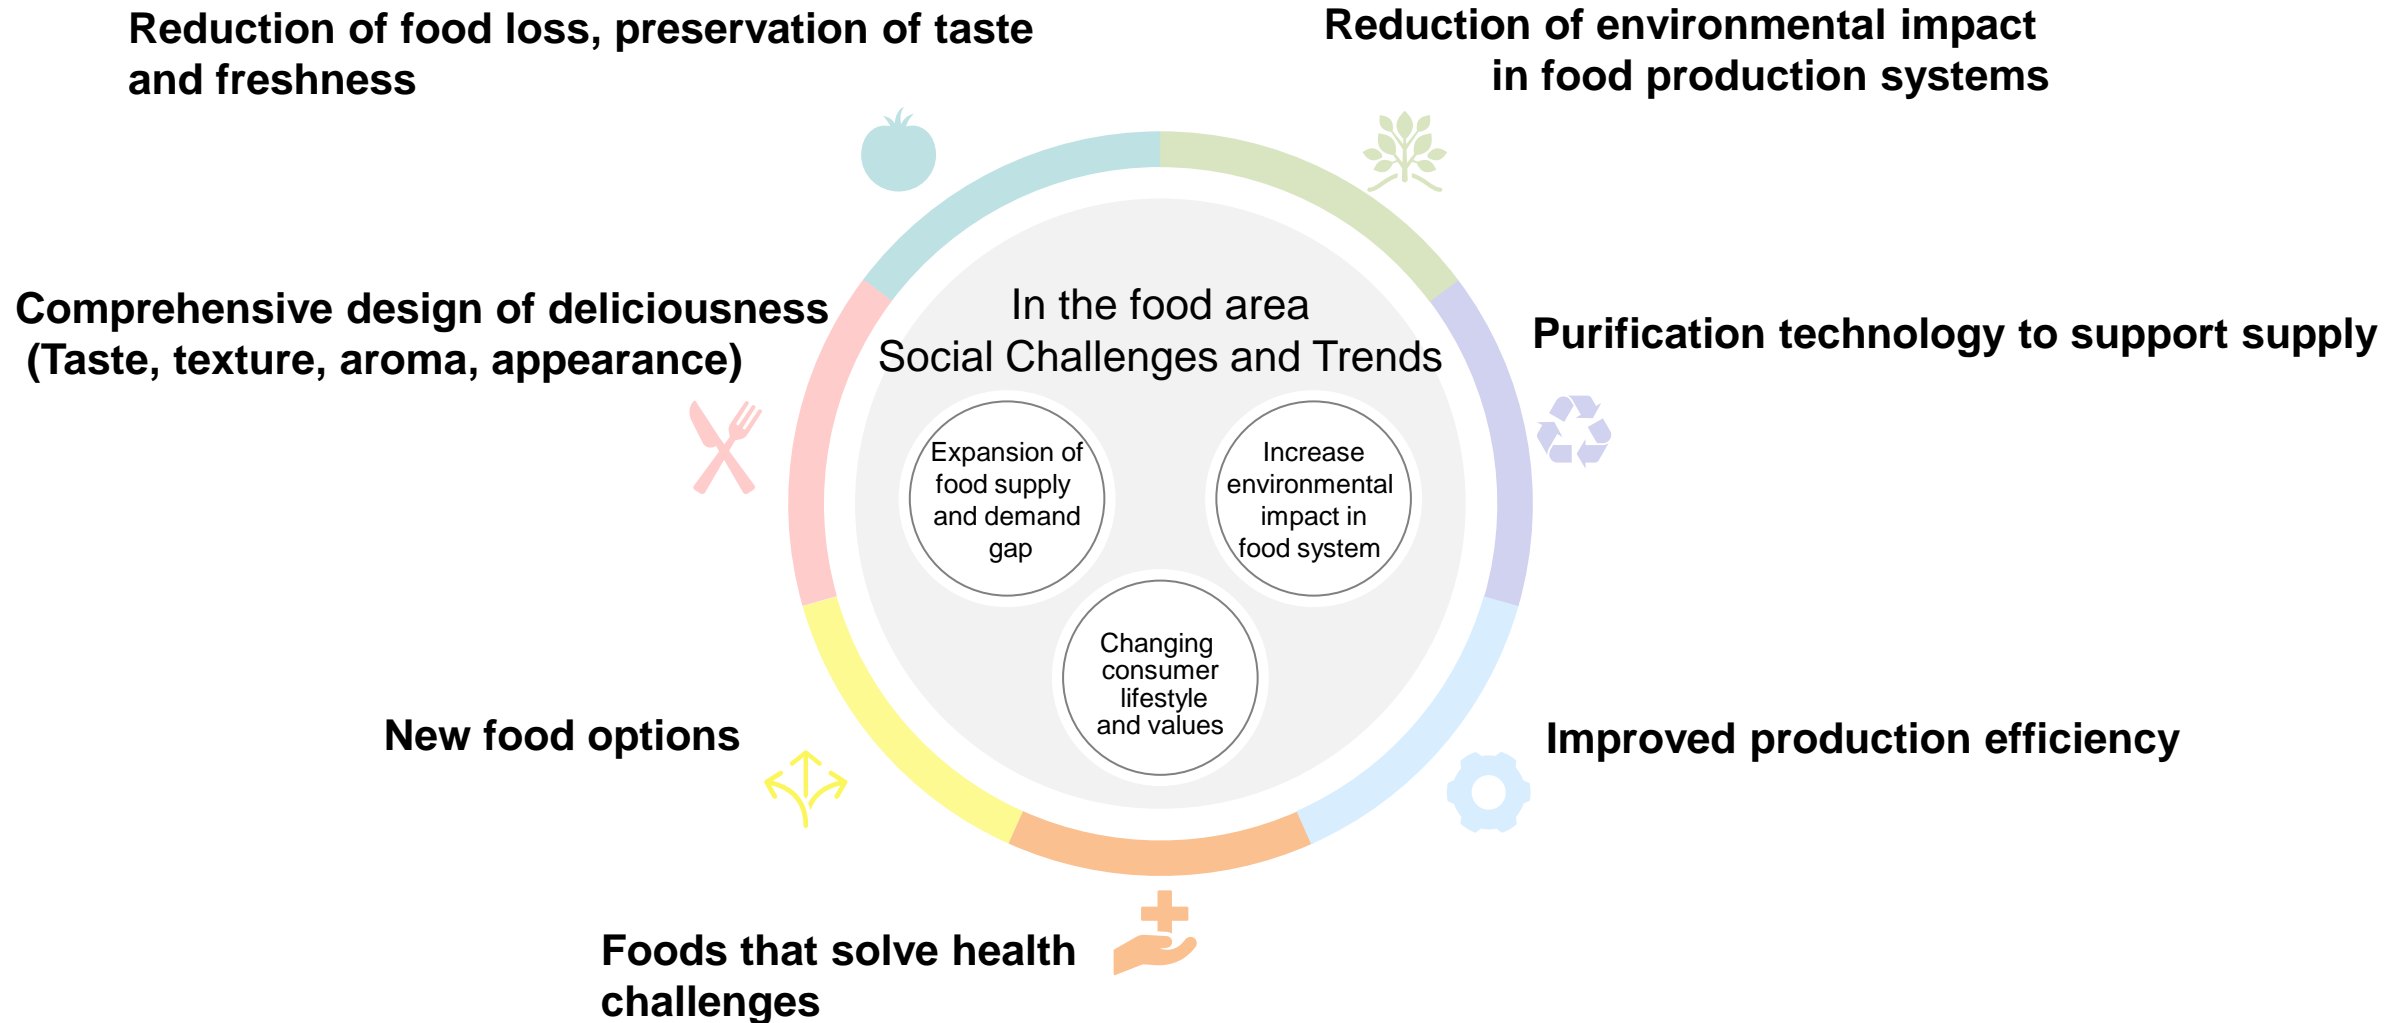 Reduction of food loss, preservation of taste
and freshness
Reduction of environmental impact
in food production systems
Comprehensive design of deliciousness
(Taste, texture, aroma, appearance)
In the food area
Social Challenges and Trends
Purification technology to support supply
Expansion of
food supply
and demand
gap
Increase
environmental
impact in
food system
Changing
consumer
lifestyle
and values
New food options
Improved production efficiency
Foods that solve health
challenges